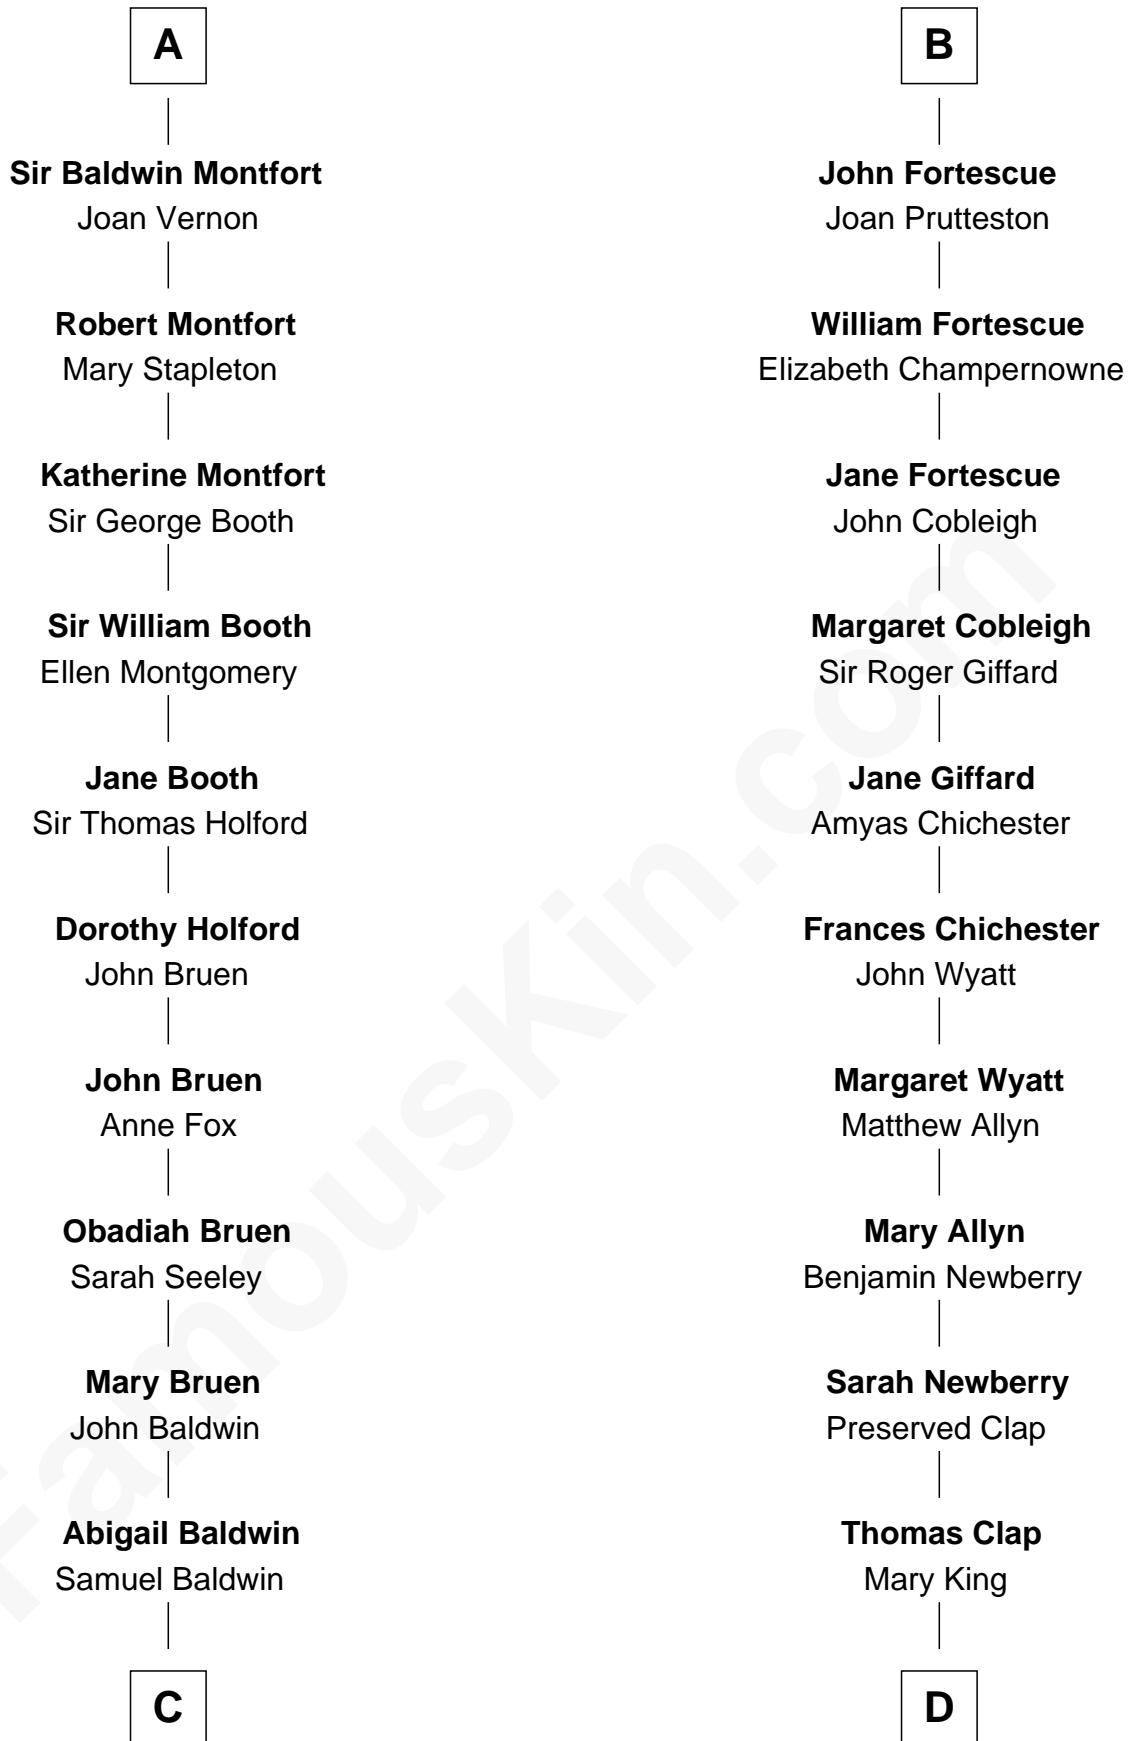 A
Sir Baldwin Montfort
Joan Vernon
Robert Montfort
Mary Stapleton
Katherine Montfort
Sir George Booth
Sir William Booth
Ellen Montgomery
Jane Booth
Sir Thomas Holford
Dorothy Holford
John Bruen
John Bruen
Anne Fox
Obadiah Bruen
Sarah Seeley
Mary Bruen
John Baldwin
Abigail Baldwin
Samuel Baldwin
C
B
John Fortescue
Joan Prutteston
William Fortescue
Elizabeth Champernowne
Jane Fortescue
John Cobleigh
Margaret Cobleigh
Sir Roger Giffard
Jane Giffard
Amyas Chichester
Frances Chichester
John Wyatt
Margaret Wyatt
Matthew Allyn
Mary Allyn
Benjamin Newberry
Sarah Newberry
Preserved Clap
Thomas Clap
Mary King
D
FamousKin.com